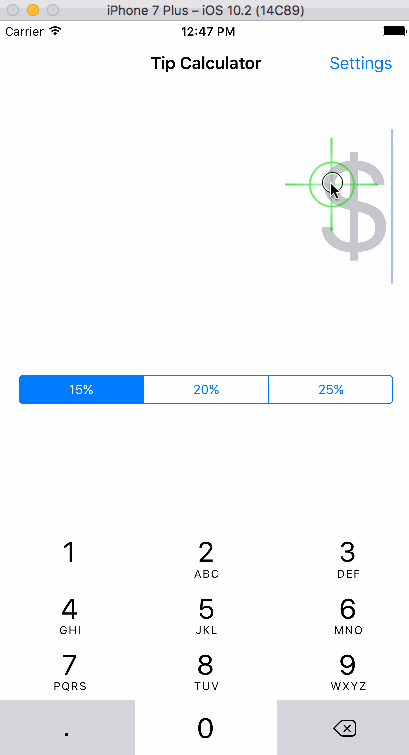 iPhone 7 Plus – iOS 10.2 (14C89)
Carrier 12:47 PM
Tip Calculator Settings
$
15% 20% 25%
1 2 3
ABC DEF
4 5 6
GHI JKL MNO
7 8 9
PQRS TUV WXYZ
. 0